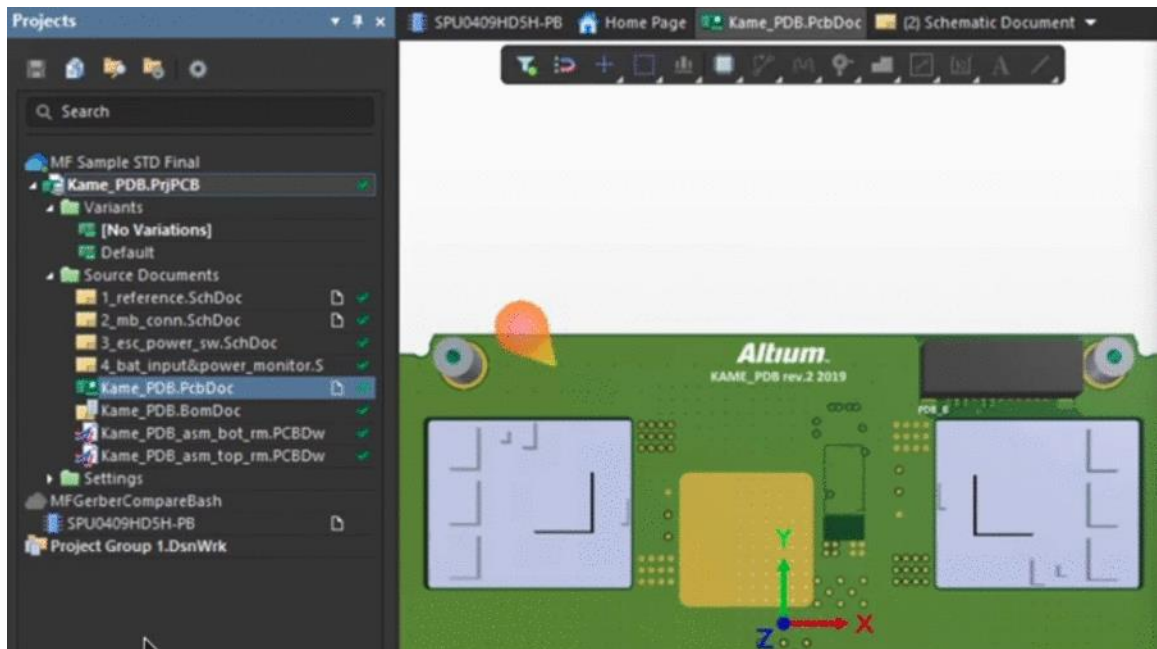 Projects
SPU0409HD5H-PB
Home Page
Kame_PDB.PcbDoc
(2) Schematic Document
Search
MF Sample STD Final
Kame_PDB.PrjPCB
Variants
[No Variations]
Default
Source Documents
1_reference.SchDoc
2_mb_conn.SchDoc
3_esc_power_sw.SchDoc
4_bat_input&power_monitor.S
Kame_PDB.PcbDoc
Kame_PDB.BomDoc
Kame_PDB_asm_bot_rm.PCBDw
Kame_PDB_asm_top_rm.PCBDw
Settings
MFGerberCompareBash
SPU0409HD5H-PB
Project Group 1.DsnWrk
Altium.
KAME_PDB rev.2 2019
Y
X
Z